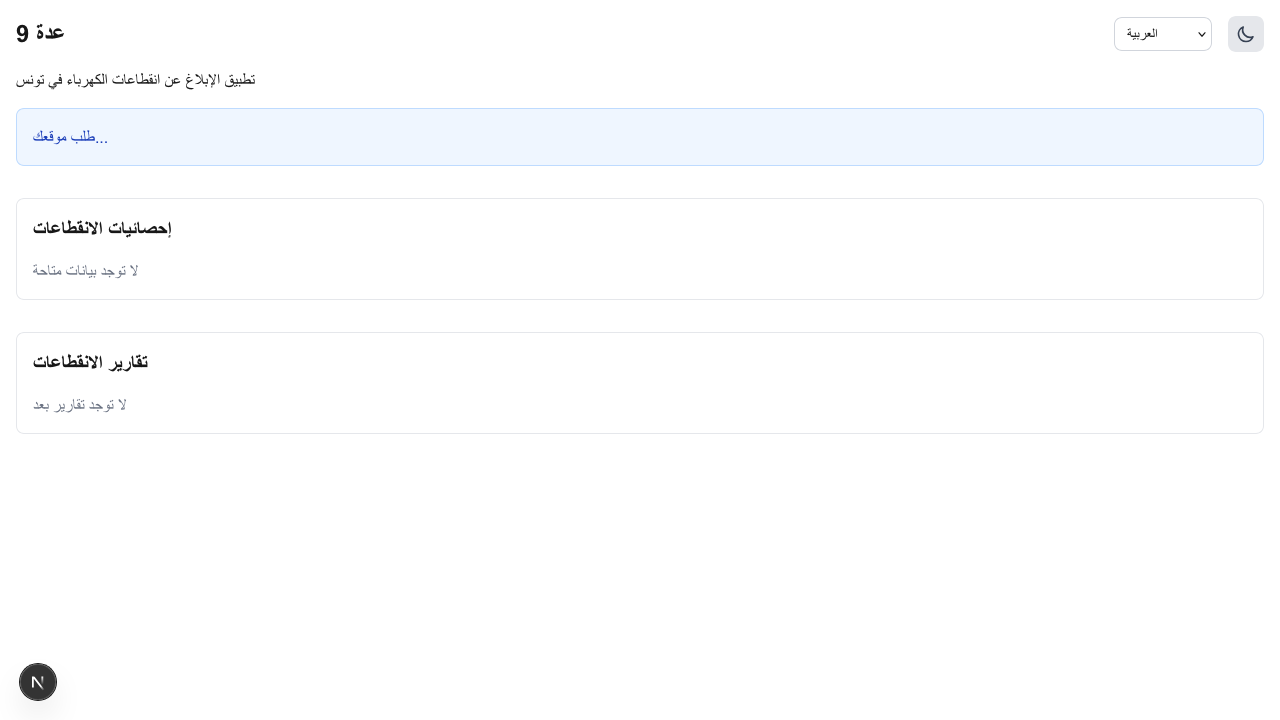 عدة 9
العربية
تطبيق الإبلاغ عن انقطاعات الكهرباء في تونس
طلب موقعك...
إحصائيات الانقطاعات
لا توجد بيانات متاحة
تقارير الانقطاعات
لا توجد تقارير بعد
N